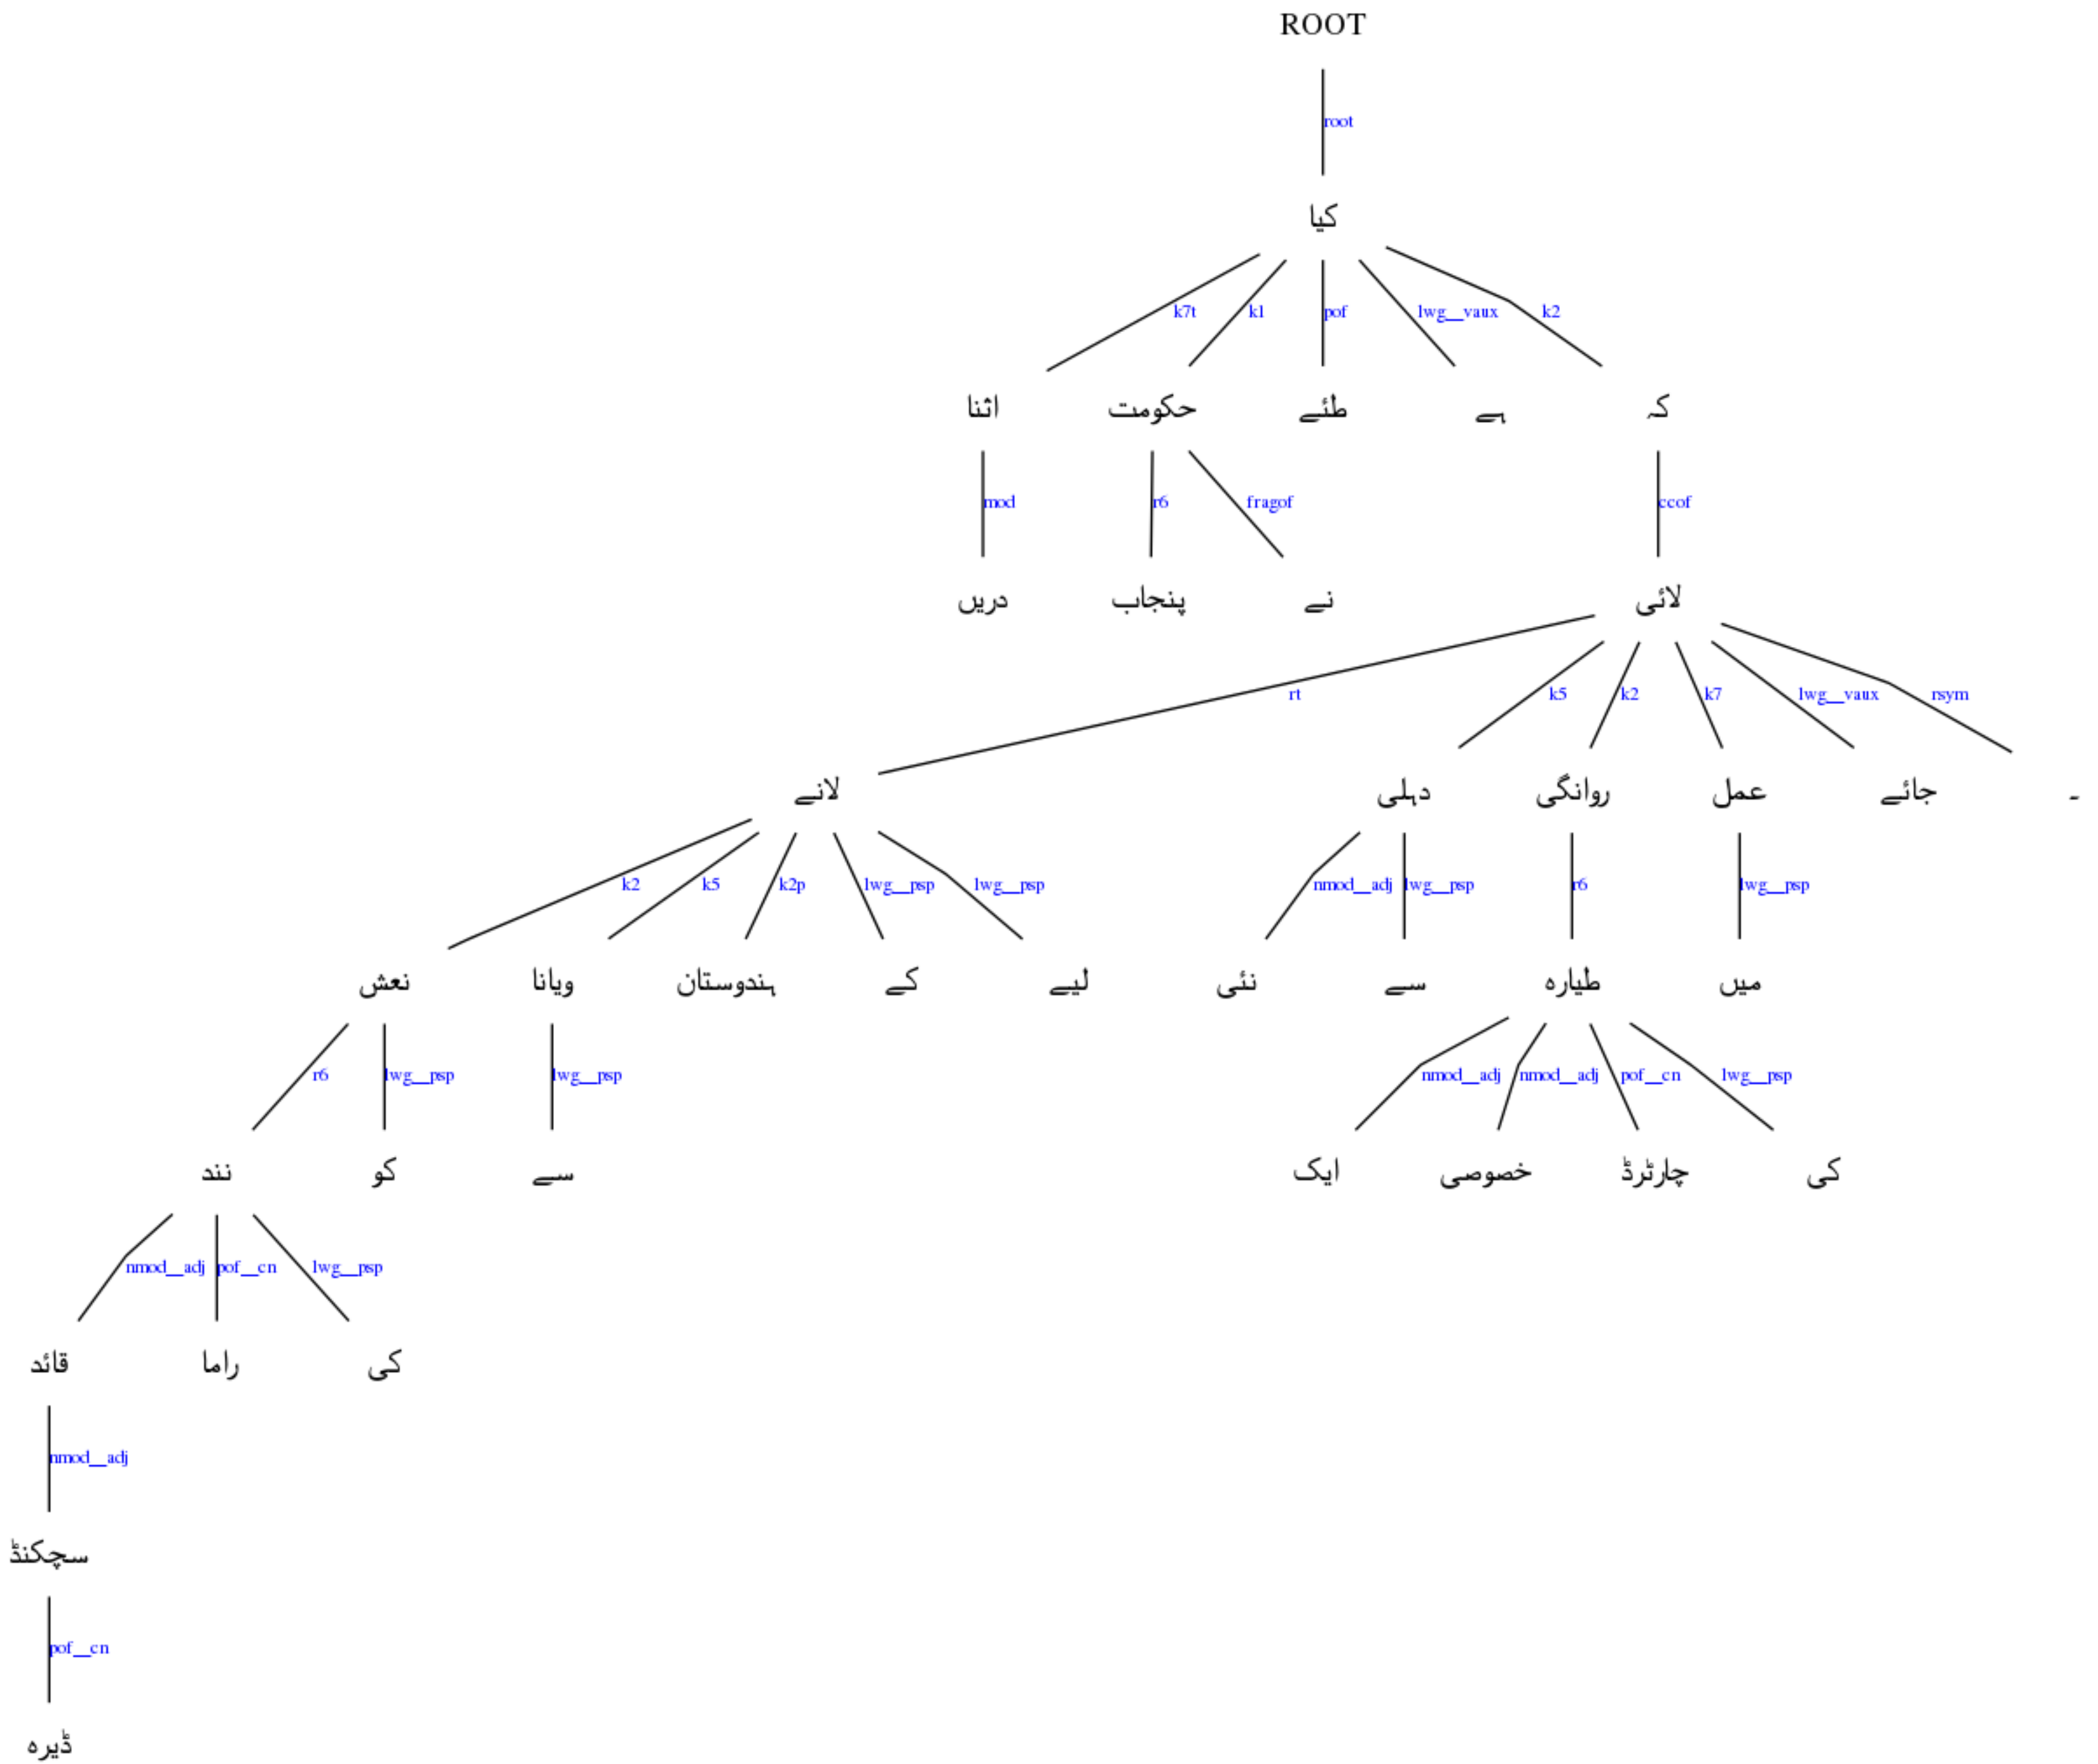 ROOT
root
کیا
k7t k1 pof lwg__vaux k2
اثنا حکومت طئے ہے کہ
mod r6 fragof ccof
دریں پنجاب نے لائی
rt k5 k2 k7 lwg__vaux rsym
لانے دہلی روانگی عمل جائے ۔
k2 k5 k2p lwg__psp lwg__psp nmod__adj lwg__psp r6 lwg__psp
نعش ویانا ہندوستان کے لیے نئی سے طیارہ میں
r6 lwg__psp lwg__psp nmod__adj nmod__adj pof__cn lwg__psp
نند کو سے ایک خصوصی چارٹرڈ کی
nmod__adj pof__cn lwg__psp
قائد راما کی
nmod__adj
سچکنڈ
pof__cn
ڈیرہ